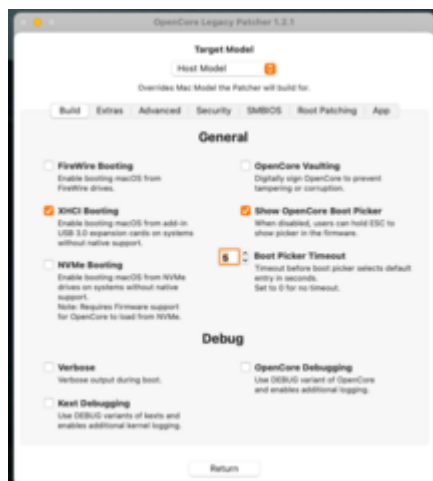 OpenCore Legacy Patcher 1.2.1
Target Model
Host Model
Overrides Mac Model the Patcher will build for.
Build Extras Advanced Security SMBIOS Root Patching App
General
FireWire Booting
Enable booting macOS from
FireWire drives.
XHCI Booting
Enable booting macOS from add-in
USB 3.0 expansion cards on systems
without native support.
NVMe Booting
Enable booting macOS from NVMe
drives on systems without native
support.
Note: Requires Firmware support
for OpenCore to load from NVMe.
OpenCore Vaulting
Digitally sign OpenCore to prevent
tampering or corruption.
Show OpenCore Boot Picker
When disabled, users can hold ESC to
show picker in the firmware.
5 Boot Picker Timeout
Timeout before boot picker selects default
entry in seconds.
Set to 0 for no timeout.
Debug
Verbose
Verbose output during boot.
Kext Debugging
Use DEBUG variants of kexts and
enables additional kernel logging.
OpenCore Debugging
Use DEBUG variant of OpenCore
and enables additional logging.
Return